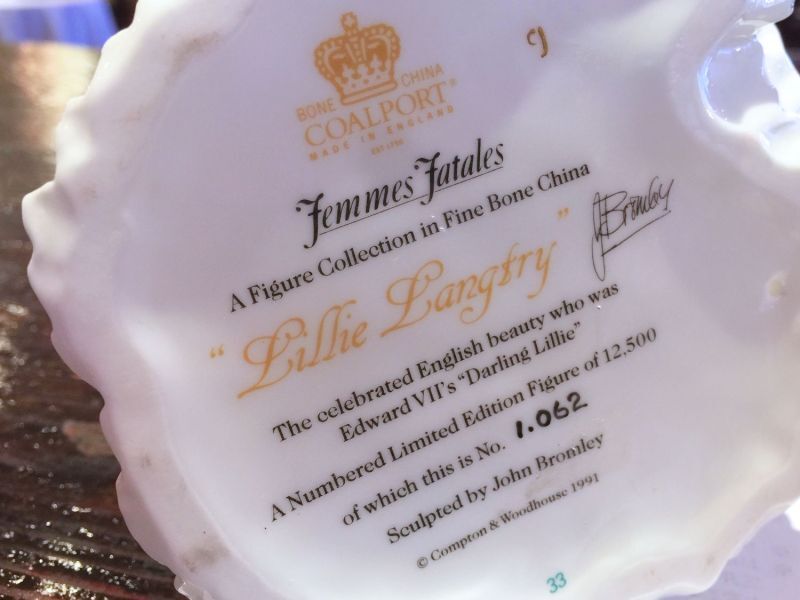 BONE CHINA
COALPORT®
MADE IN ENGLAND
EST 1750
Femmes Fatales
A Figure Collection in Fine Bone China
JBromley
"Lillie Langtry"
The celebrated English beauty who was
Edward VII's "Darling Lillie"
A Numbered Limited Edition Figure of 12,500
of which this is No. 1.062
Sculpted by John Bromley
© Compton & Woodhouse 1991
33